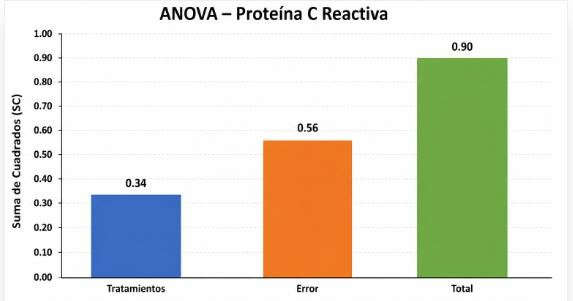 ANOVA – Proteína C Reactiva
Suma de Cuadrados (SC)
1.00
0.90
0.80
0.70
0.60
0.50
0.40
0.30
0.20
0.10
0.00
0.34
0.56
0.90
Tratamientos
Error
Total